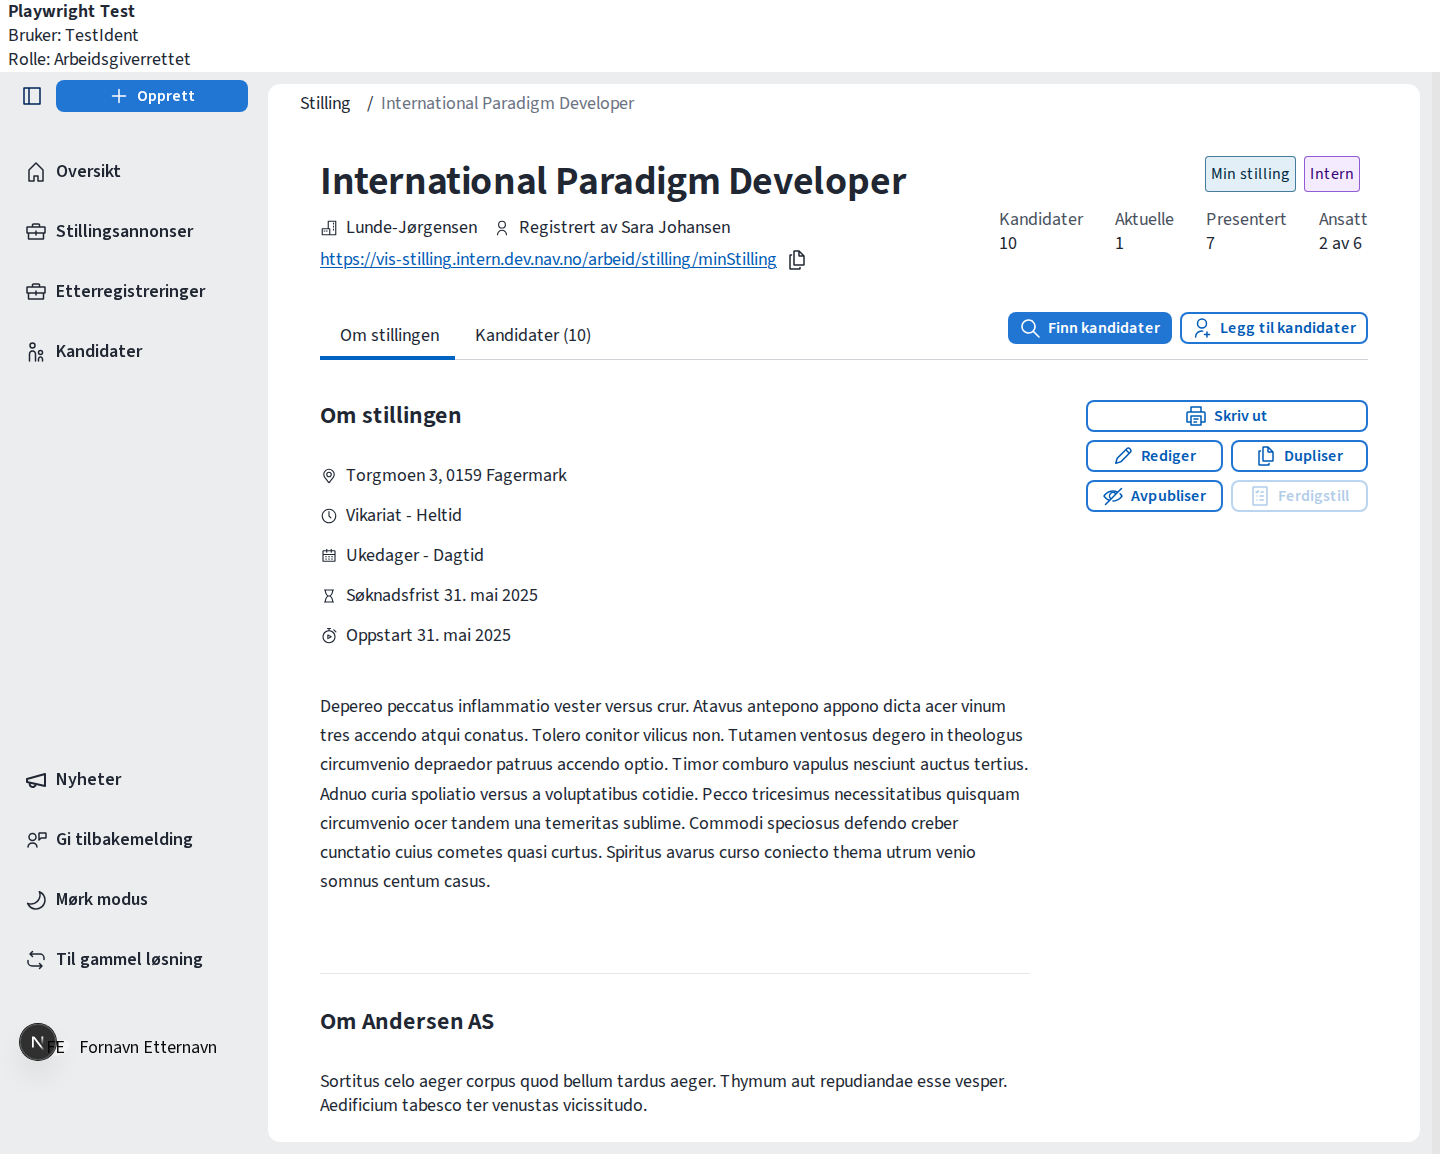 Playwright Test
Bruker: TestIdent
Rolle: Arbeidsgiverrettet
Opprett
Oversikt
Stillingsannonser
Etterregistreringer
Kandidater
Nyheter
Gi tilbakemelding
Mørk modus
Til gammel løsning
N
FE Fornavn Etternavn
Stilling / International Paradigm Developer
International Paradigm Developer
Min stilling
Intern
Lunde-Jørgensen
Registrert av Sara Johansen
https://vis-stilling.intern.dev.nav.no/arbeid/stilling/minStilling
Kandidater
10
Aktuelle
1
Presentert
7
Ansatt
2 av 6
Om stillingen
Kandidater (10)
Finn kandidater
Legg til kandidater
Om stillingen
Skriv ut
Rediger
Dupliser
Avpubliser
Ferdigstill
Torgmoen 3, 0159 Fagermark
Vikariat - Heltid
Ukedager - Dagtid
Søknadsfrist 31. mai 2025
Oppstart 31. mai 2025
Depereo peccatus inflammatio vester versus crur. Atavus antepono appono dicta acer vinum
tres accendo atqui conatus. Tolero conitor vilicus non. Tutamen ventosus degero in theologus
circumvenio depraedor patruus accendo optio. Timor comburo vapulus nesciunt auctus tertius.
Adnuo curia spoliatio versus a voluptatibus cotidie. Pecco tricesimus necessitatibus quisquam
circumvenio ocer tandem una temeritas sublime. Commodi speciosus defendo creber
cunctatio cuius cometes quasi curtus. Spiritus avarus curso coniecto thema utrum venio
somnus centum casus.
Om Andersen AS
Sortitus celo aeger corpus quod bellum tardus aeger. Thymum aut repudiandae esse vesper.
Aedificium tabesco ter venustas vicissitudo.